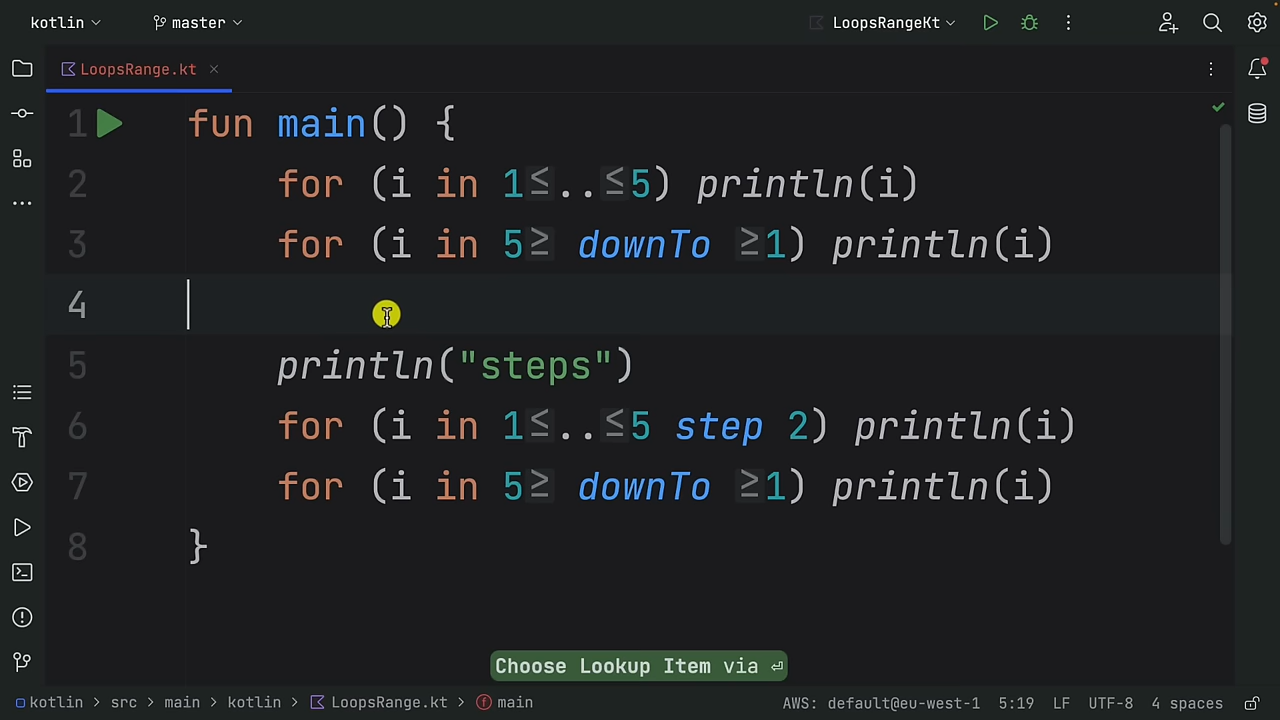 kotlin master LoopsRangeKt
LoopsRange.kt
1 fun main() {
2 for (i in 1≤..≤5) println(i)
3 for (i in 5≥ downTo ≥1) println(i)
4
5 println("steps")
6 for (i in 1≤..≤5 step 2) println(i)
7 for (i in 5≥ downTo ≥1) println(i)
8 }
Choose Lookup Item via ⏎
kotlin > src > main > kotlin > LoopsRange.kt > main AWS: default@eu-west-1 5:19 LF UTF-8 4 spaces